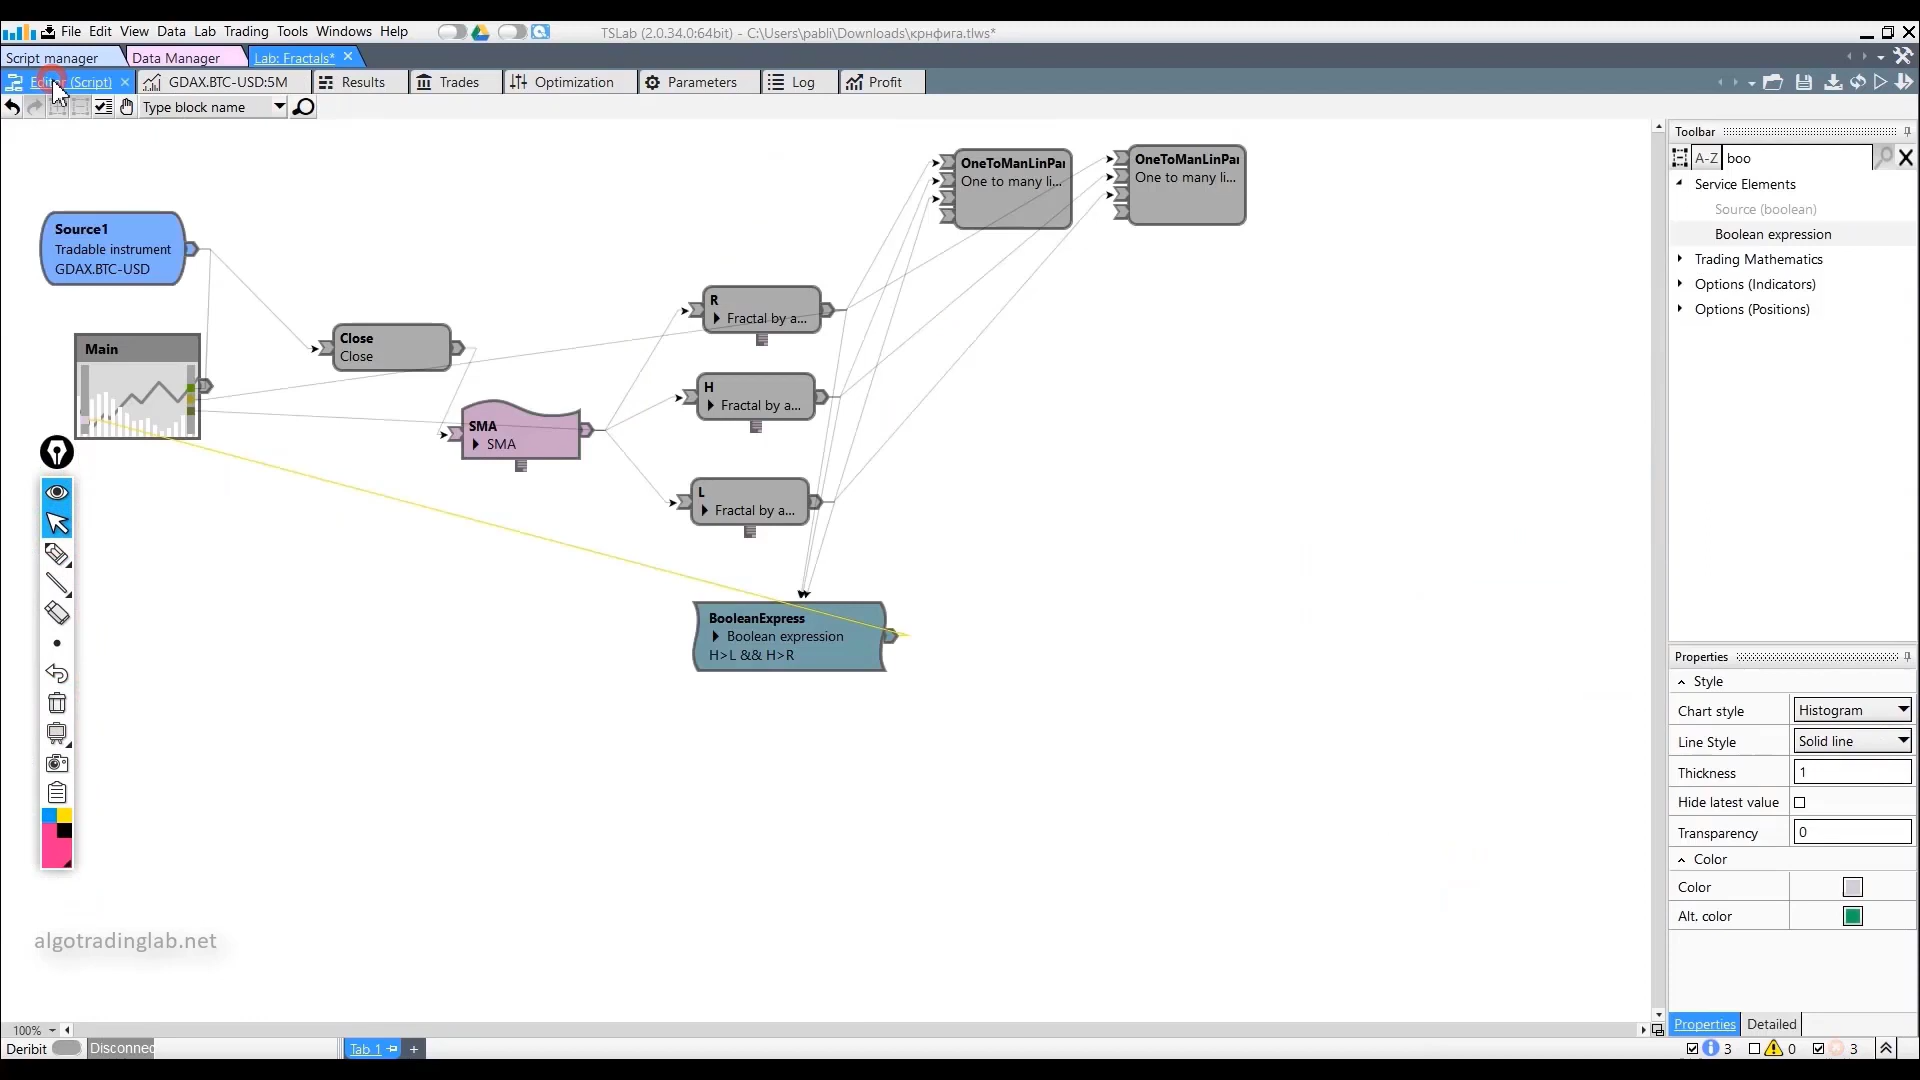 File Edit View Data Lab Trading Tools Windows Help
TSLab (2.0.34.0:64bit) - C:\Users\pabli\Downloads\крнфига.tlws*
Script manager
Data Manager
Lab: Fractals*
(Script)
GDAX.BTC-USD:5M
Results
Trades
Optimization
Parameters
Log
Profit
Type block name
Toolbar
A-Z
boo
Service Elements
Source (boolean)
Boolean expression
Trading Mathematics
Options (Indicators)
Options (Positions)
OneToManLinPar
One to many li...
OneToManLinPar
One to many li...
Source1
Tradable instrument
GDAX.BTC-USD
Main
Close
Close
R
Fractal by a...
H
Fractal by a...
SMA
SMA
L
Fractal by a...
BooleanExpress
Boolean expression
H>L && H>R
Properties
Style
Chart style
Histogram
Line Style
Solid line
Thickness
1
Hide latest value
Transparency
0
Color
Color
Alt. color
algotradinglab.net
Properties
Detailed
100%
Deribit
Disconnec
Tab 1
+
3
0
3